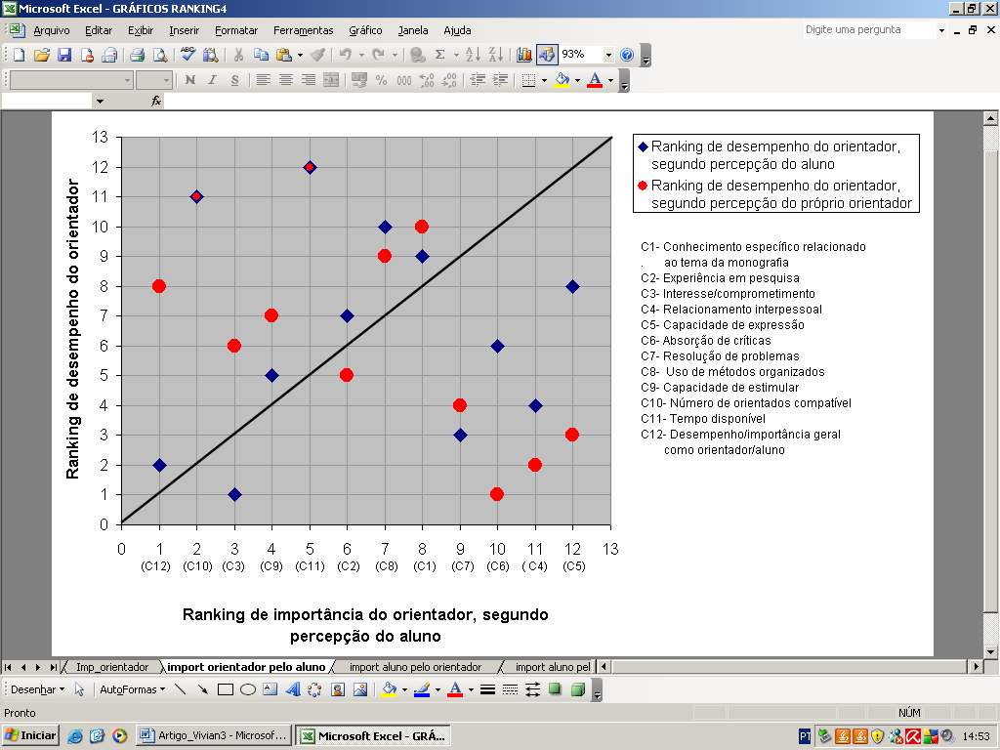 Microsoft Excel - GRÁFICOS RANKING4
Arquivo Editar Exibir Inserir Formatar Ferramentas Gráfico Janela Ajuda Digite uma pergunta
93%
N I S
% 000
fx
13
12
11
10
9
8
7
6
5
4
3
2
1
0
Ranking de desempenho do orientador
0 1 2 3 4 5 6 7 8 9 10 11 12 13
(C12) (C10) (C3) (C9) (C11) (C2) (C8) (C1) (C7) (C6) ( C4) (C5)
Ranking de importância do orientador, segundo
percepção do aluno
Ranking de desempenho do orientador,
segundo percepção do aluno
Ranking de desempenho do orientador,
segundo percepção do próprio orientador
C1- Conhecimento específico relacionado
. ao tema da monografia
C2- Experiência em pesquisa
C3- Interesse/comprometimento
C4- Relacionamento interpessoal
C5- Capacidade de expressão
C6- Absorção de críticas
C7- Resolução de problemas
C8- Uso de métodos organizados
C9- Capacidade de estimular
C10- Número de orientados compatível
C11- Tempo disponível
C12- Desempenho/importância geral
como orientador/aluno
Imp_orientador import orientador pelo aluno import aluno pelo orientador import aluno pel
Desenhar AutoFormas
Pronto NÚM
Iniciar Artigo_Vivian3 - Microsof... Microsoft Excel - GRÁ... PT 14:53